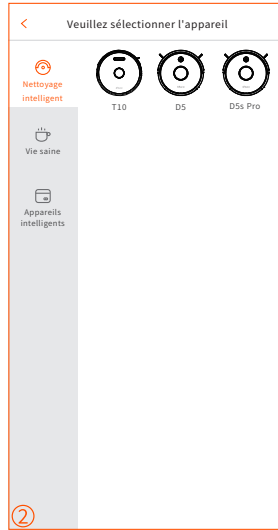 Veuillez sélectionner l'appareil
Nettoyage
intelligent
T10
D5
D5s Pro
Vie saine
Appareils
intelligents
②